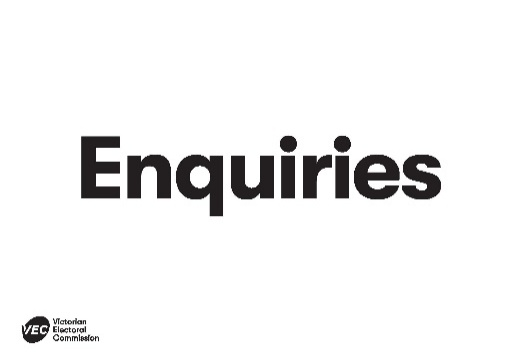 Enquiries
VEC
Victorian
Electoral
Commission